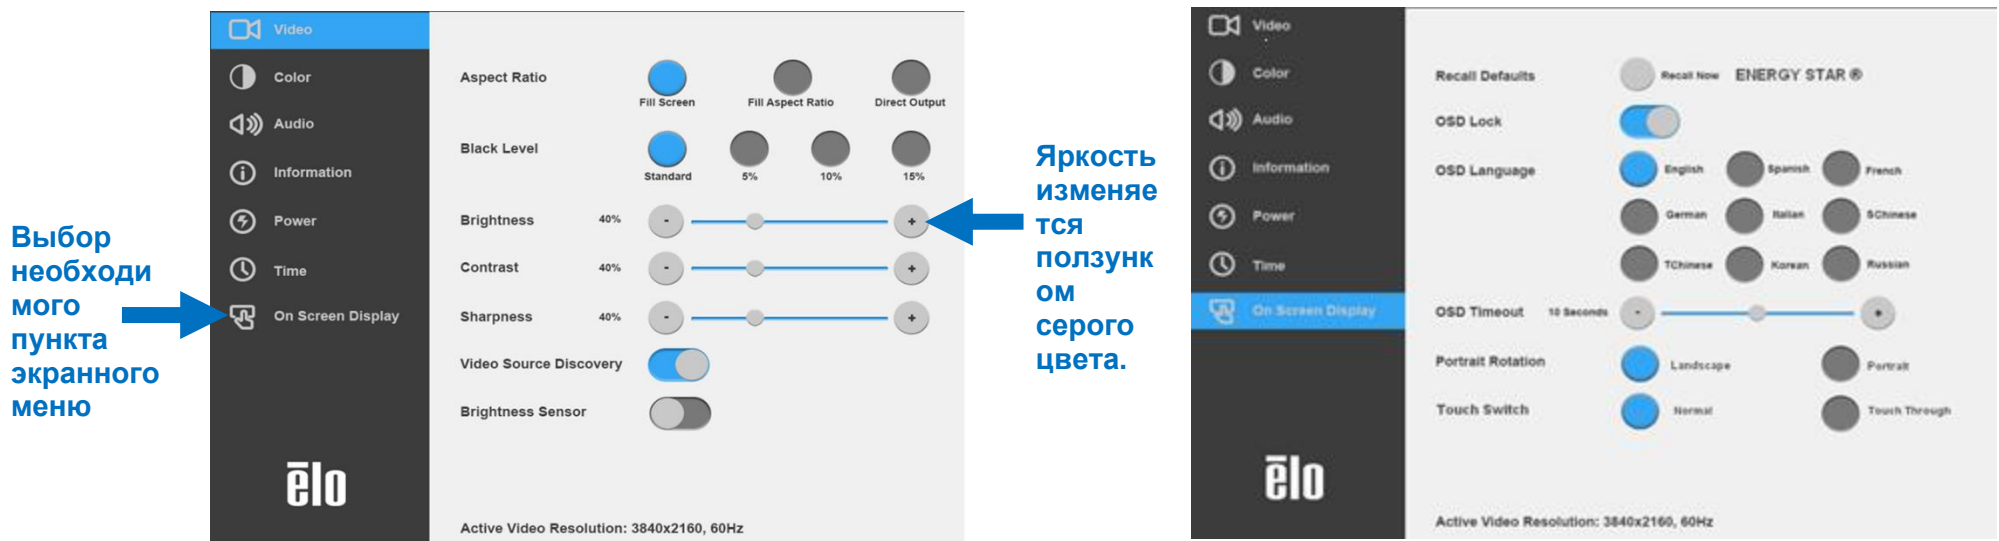 Выбор
необходи
мого
пункта
экранного
меню
Video
Color
Audio
Information
Power
Time
On Screen Display
ēlo
Aspect Ratio
Fill Screen Fill Aspect Ratio Direct Output
Black Level
Standard 5% 10% 15%
Brightness 40% - +
Contrast 40% - +
Sharpness 40% - +
Video Source Discovery
Brightness Sensor
Active Video Resolution: 3840x2160, 60Hz
Яркость
изменяе
тся
ползунк
ом
серого
цвета.
Video
Color
Audio
Information
Power
Time
On Screen Display
ēlo
Recall Defaults Recall Now ENERGY STAR ®
OSD Lock
OSD Language English Spanish French
German Italian SChinese
TChinese Korean Russian
OSD Timeout 10 Seconds - +
Portrait Rotation Landscape Portrait
Touch Switch Normal Touch Through
Active Video Resolution: 3840x2160, 60Hz